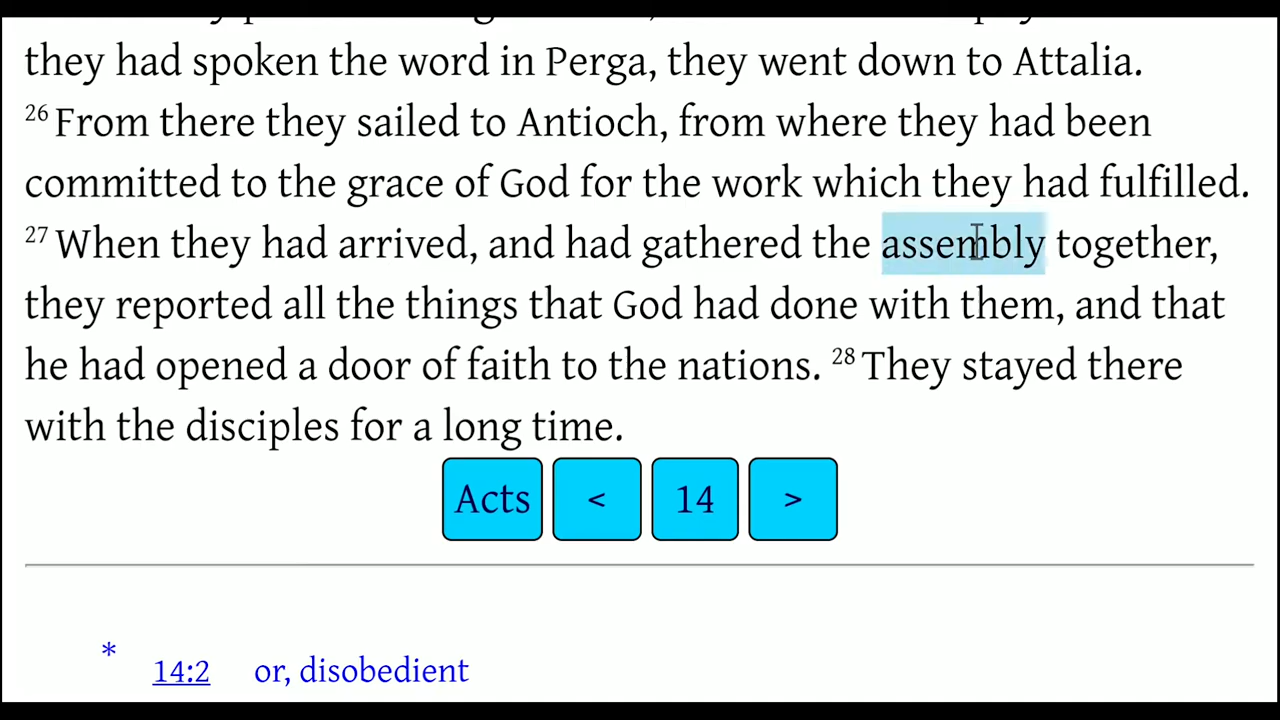 they had spoken the word in Perga, they went down to Attalia.
26 From there they sailed to Antioch, from where they had been
committed to the grace of God for the work which they had fulfilled.
27 When they had arrived, and had gathered the assembly together,
they reported all the things that God had done with them, and that
he had opened a door of faith to the nations. 28 They stayed there
with the disciples for a long time.
Acts < 14 >
* 14:2 or, disobedient